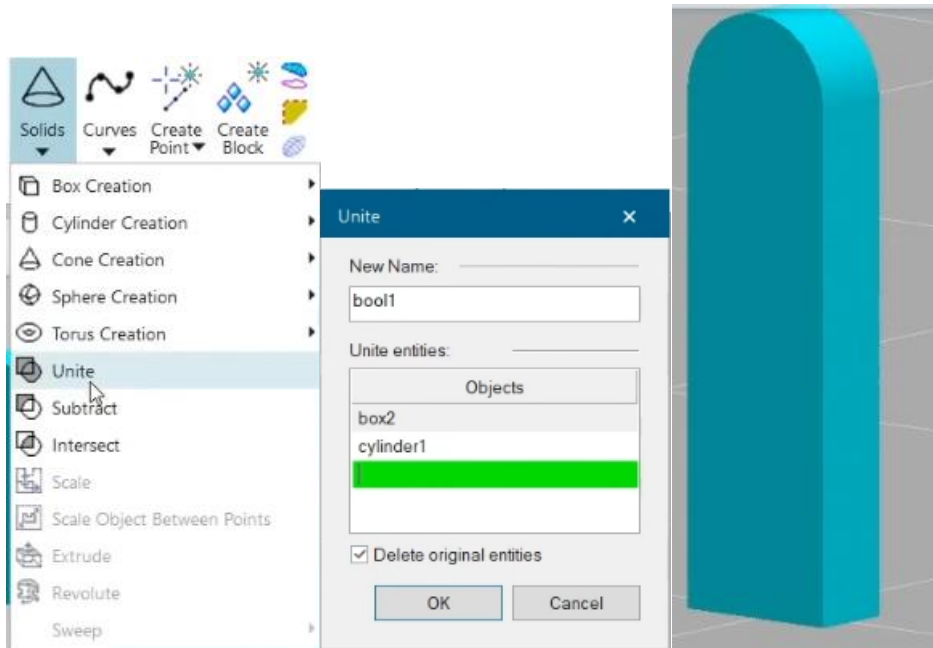 Solids
Curves
Create
Point
Create
Block
Box Creation
Cylinder Creation
Cone Creation
Sphere Creation
Torus Creation
Unite
Subtract
Intersect
Scale
Scale Object Between Points
Extrude
Revolute
Sweep
Unite
New Name:
bool1
Unite entities:
Objects
box2
cylinder1
Delete original entities
OK
Cancel